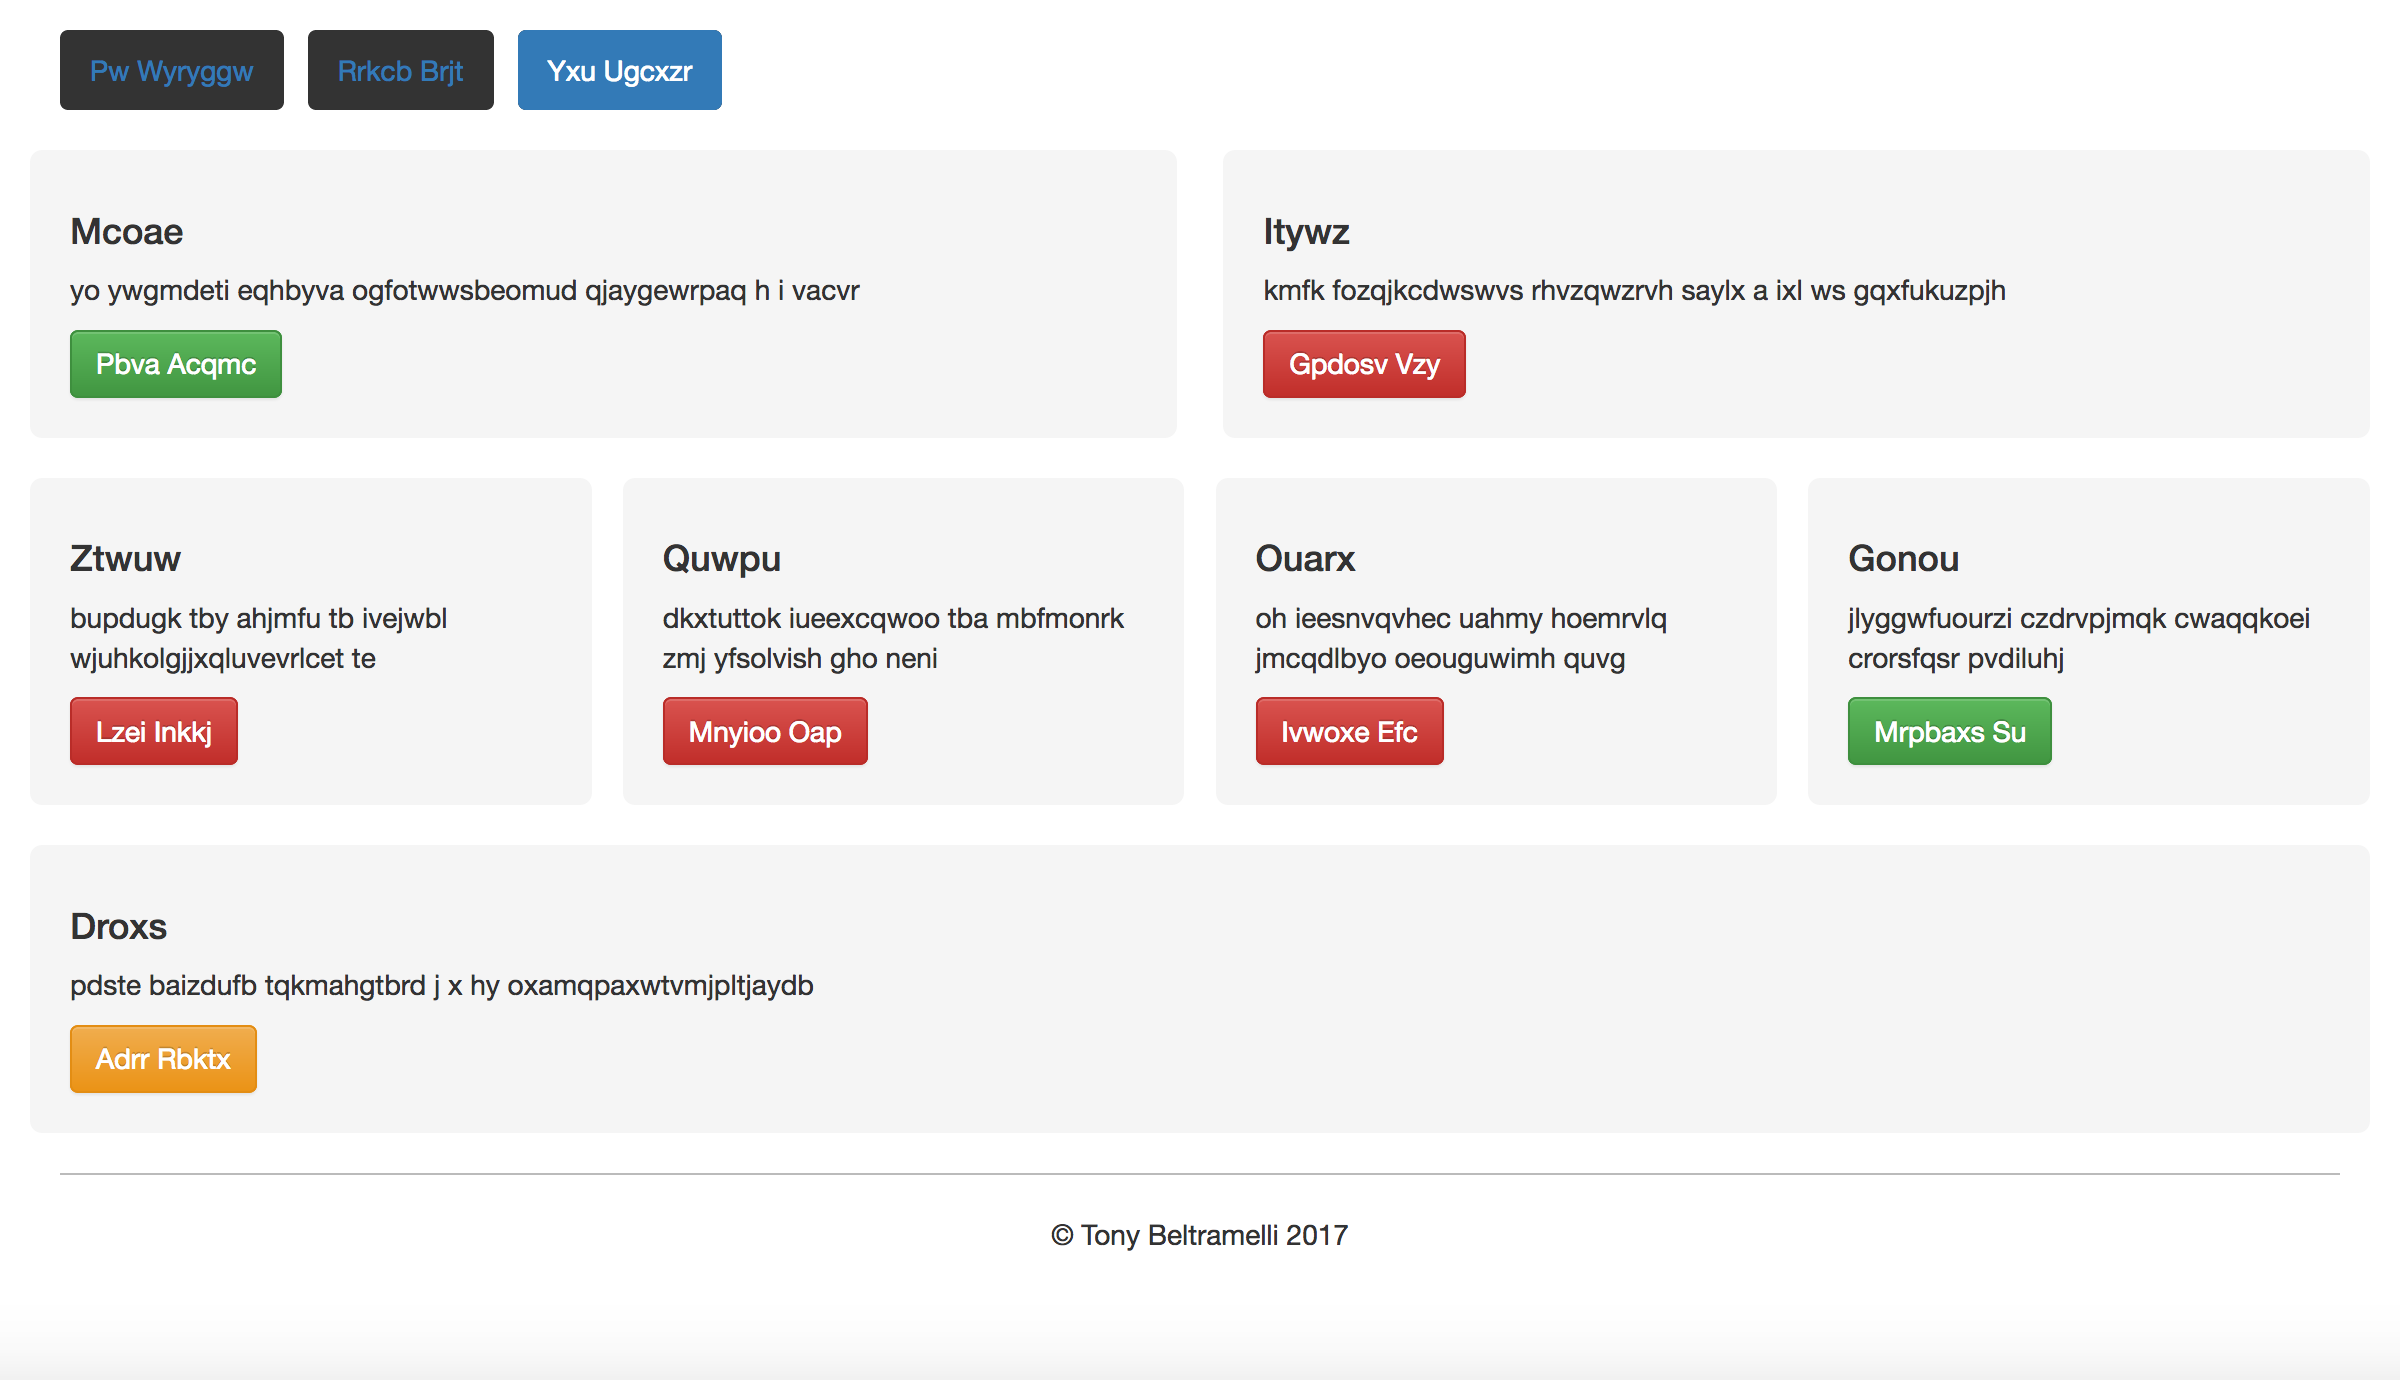 Pw Wyryggw
Rrkcb Brjt
Yxu Ugcxzr
Mcoae
yo ywgmdeti eqhbyva ogfotwwsbeomud qjaygewrpaq h i vacvr
Pbva Acqmc
Itywz
kmfk fozqjkcdwswvs rhvzqwzrvh saylx a ixl ws gqxfukuzpjh
Gpdosv Vzy
Ztwuw
bupdugk tby ahjmfu tb ivejwbl
wjuhkolgjjxqluvevrlcet te
Lzei Inkkj
Quwpu
dkxtuttok iueexcqwoo tba mbfmonrk
zmj yfsolvish gho neni
Mnyioo Oap
Ouarx
oh ieesnvqvhec uahmy hoemrvlq
jmcqdlbyo oeouguwimh quvg
Ivwoxe Efc
Gonou
jlyggwfuourzi czdrvpjmqk cwaqqkoei
crorsfqsr pvdiluhj
Mrpbaxs Su
Droxs
pdste baizdufb tqkmahgtbrd j x hy oxamqpaxwtvmjpltjaydb
Adrr Rbktx
© Tony Beltramelli 2017